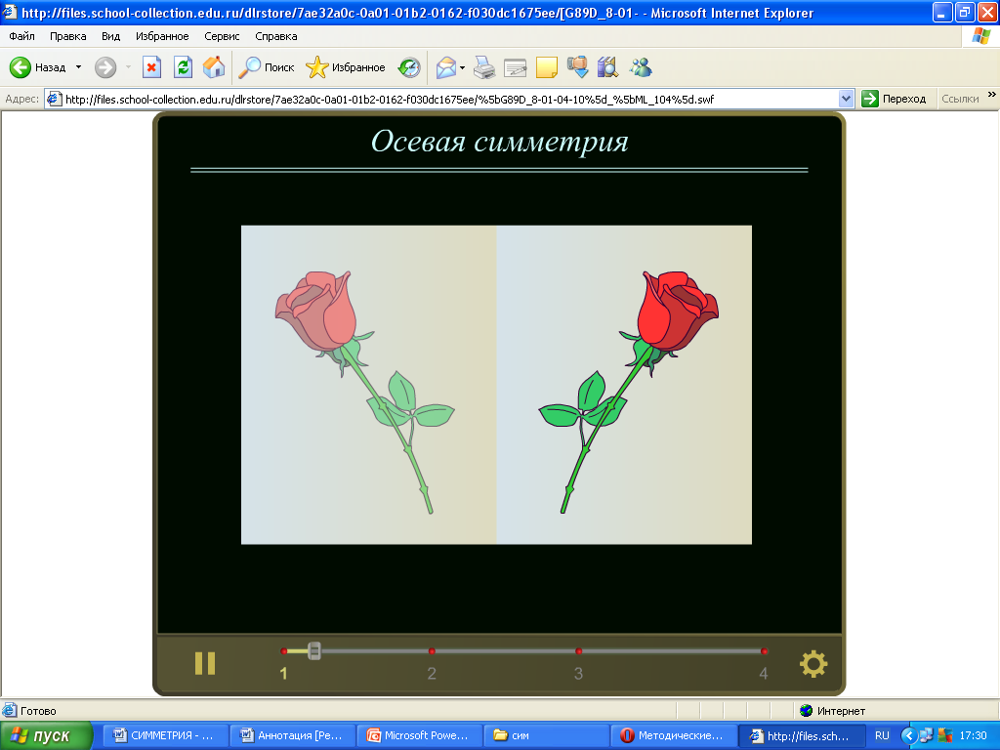 http://files.school-collection.edu.ru/dlrstore/7ae32a0c-0a01-01b2-0162-f030dc1675ee/[G89D_8-01- - Microsoft Internet Explorer
Файл Правка Вид Избранное Сервис Справка
Назад Поиск Избранное
Адрес: http://files.school-collection.edu.ru/dlrstore/7ae32a0c-0a01-01b2-0162-f030dc1675ee/%5bG89D_8-01-04-10%5d_%5bML_104%5d.swf Переход Ссылки »
Осевая симметрия
1 2 3 4
Готово Интернет
пуск СИММЕТРИЯ - ... Аннотация [Ре... Microsoft Powe... сим Методические... http://files.sch... RU 17:30